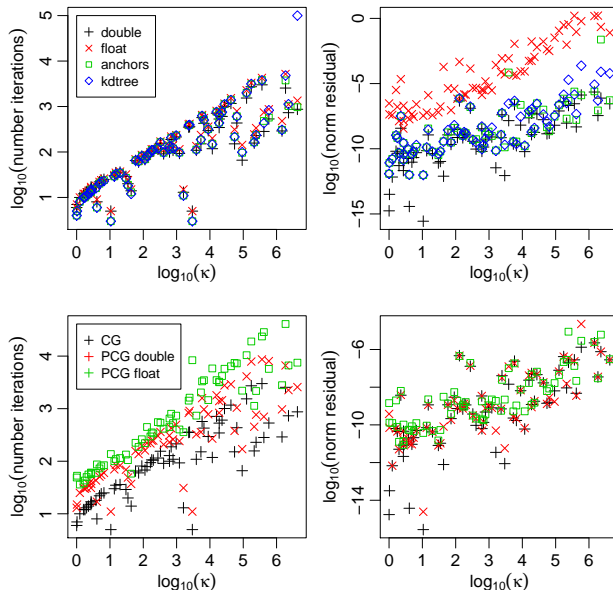 log₁₀(number iterations)
5
4
3
2
1
double
float
anchors
kdtree
0 1 2 3 4 5 6
log₁₀(κ)
log₁₀(norm residual)
0
−5
−10
−15
0 1 2 3 4 5 6
log₁₀(κ)
log₁₀(number iterations)
4
3
2
1
CG
PCG double
PCG float
0 1 2 3 4 5 6
log₁₀(κ)
log₁₀(norm residual)
−6
−10
−14
0 1 2 3 4 5 6
log₁₀(κ)